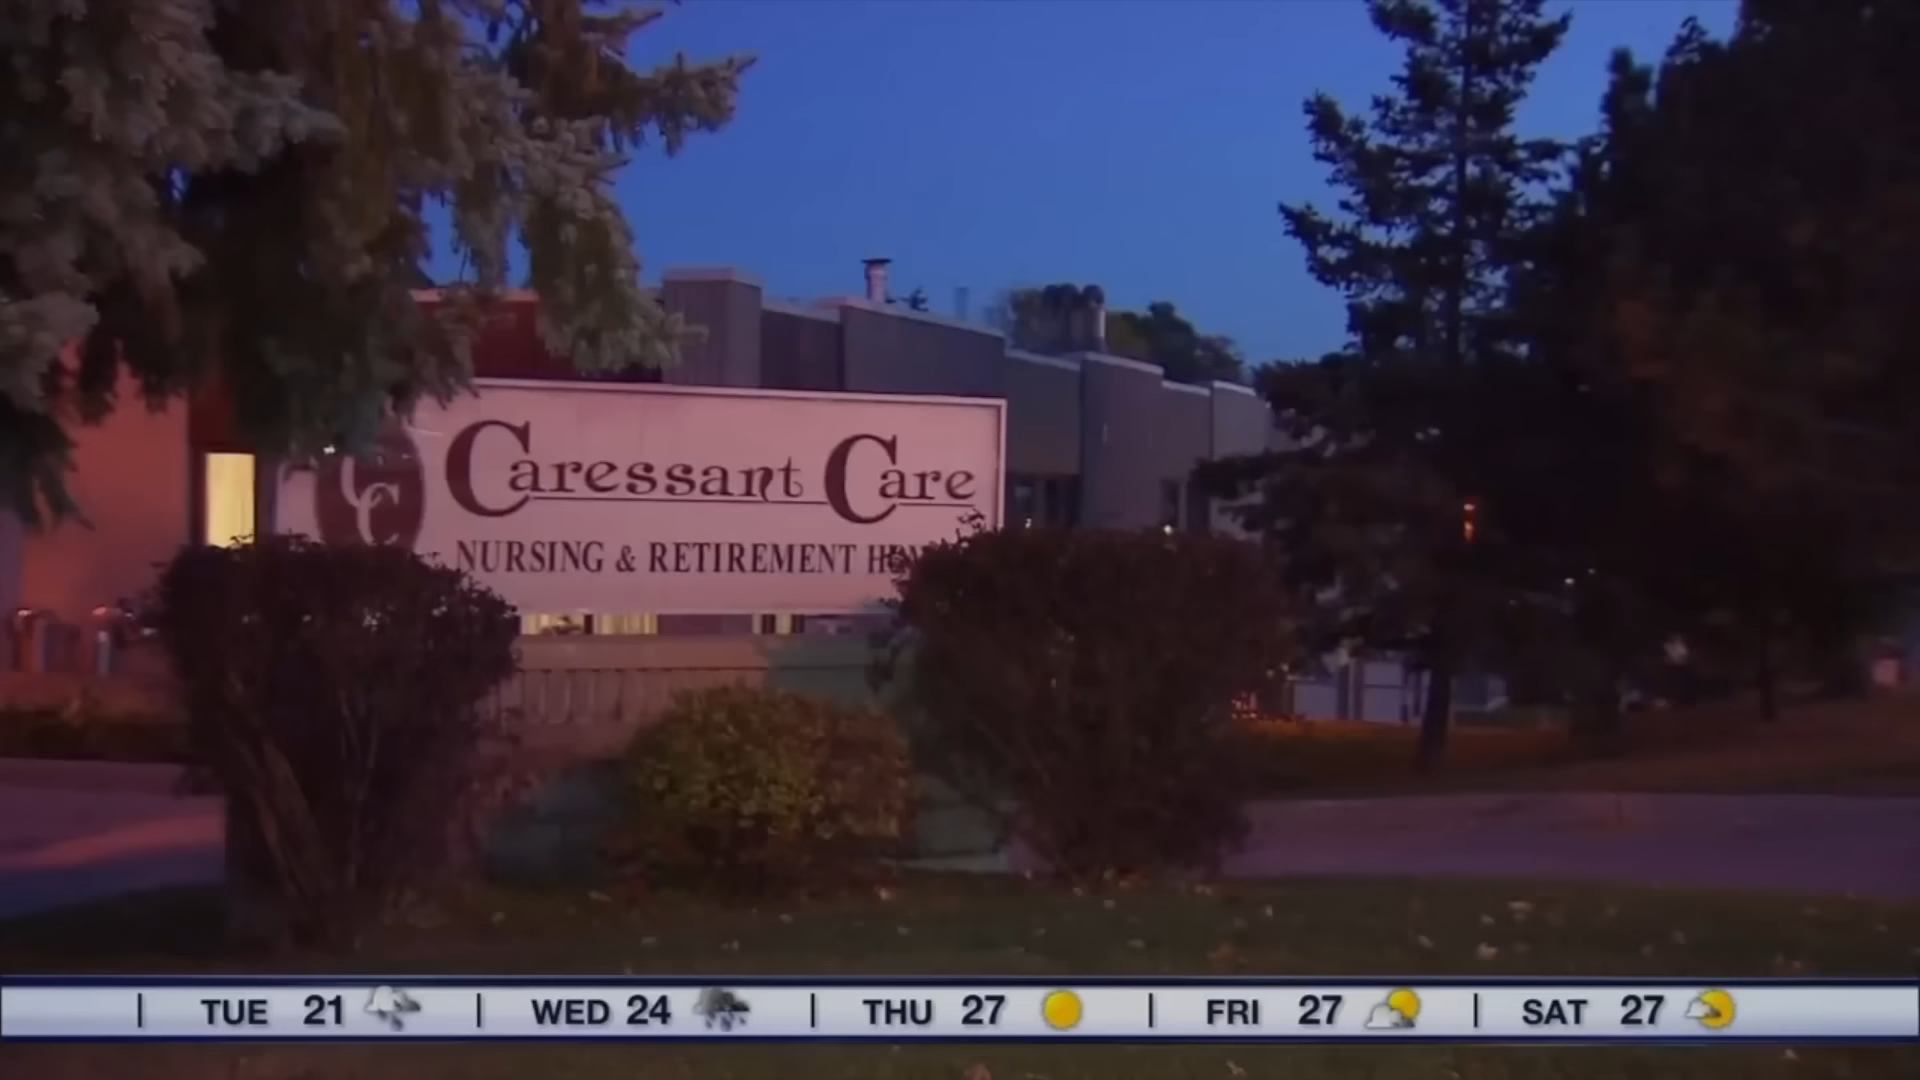 CC
Caressant Care
NURSING & RETIREMENT
TUE 21 | WED 24 | THU 27 | FRI 27 | SAT 27